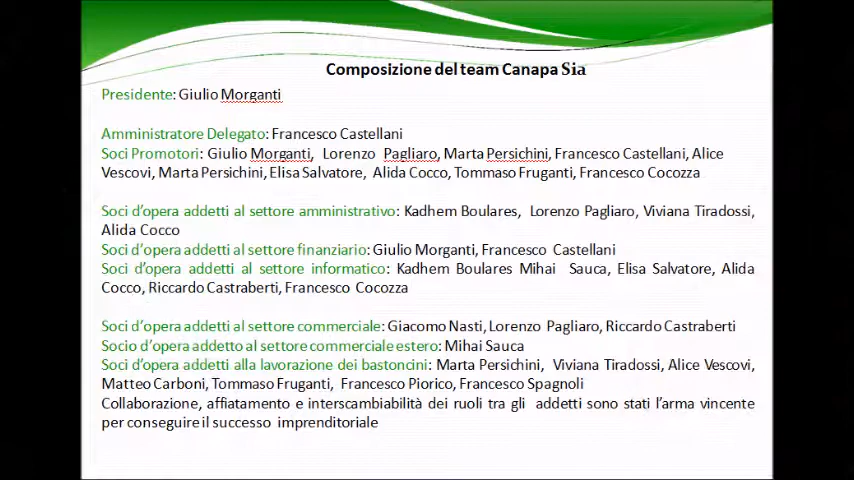 Composizione del team Canapa Sia
Presidente: Giulio Morganti
Amministratore Delegato: Francesco Castellani
Soci Promotori: Giulio Morganti, Lorenzo Pagliaro, Marta Persichini, Francesco Castellani, Alice
Vescovi, Marta Persichini, Elisa Salvatore, Alida Cocco, Tommaso Fruganti, Francesco Cocozza
Soci d'opera addetti al settore amministrativo: Kadhem Boulares, Lorenzo Pagliaro, Viviana Tiradossi,
Alida Cocco
Soci d'opera addetti al settore finanziario: Giulio Morganti, Francesco Castellani
Soci d'opera addetti al settore informatico: Kadhem Boulares Mihai Sauca, Elisa Salvatore, Alida
Cocco, Riccardo Castraberti, Francesco Cocozza
Soci d'opera addetti al settore commerciale: Giacomo Nasti, Lorenzo Pagliaro, Riccardo Castraberti
Socio d'opera addetto al settore commerciale estero: Mihai Sauca
Soci d'opera addetti alla lavorazione dei bastoncini: Marta Persichini, Viviana Tiradossi, Alice Vescovi,
Matteo Carboni, Tommaso Fruganti, Francesco Piorico, Francesco Spagnoli
Collaborazione, affiatamento e interscambiabilità dei ruoli tra gli addetti sono stati l'arma vincente
per conseguire il successo imprenditoriale